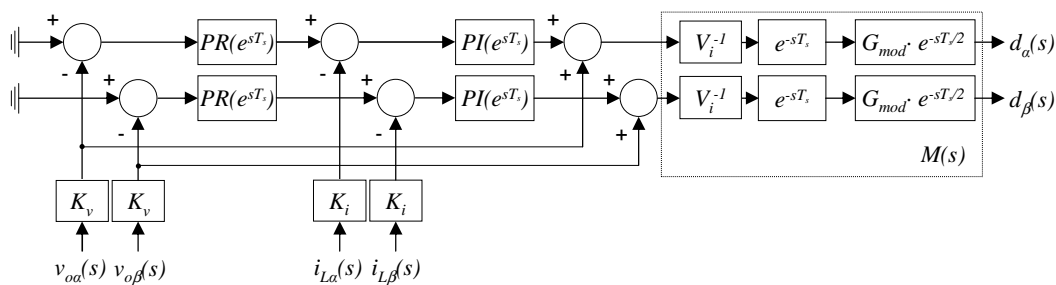 + PR(e^{sT_s}) + PI(e^{sT_s}) + V_i^{-1} e^{-sT_s} G_{mod}· e^{-sT_s/2} d_α(s)
- - +
+ PR(e^{sT_s}) + PI(e^{sT_s}) + V_i^{-1} e^{-sT_s} G_{mod}· e^{-sT_s/2} d_β(s)
- - +
M(s)
K_v K_v K_i K_i
v_{oα}(s) v_{oβ}(s) i_{Lα}(s) i_{Lβ}(s)